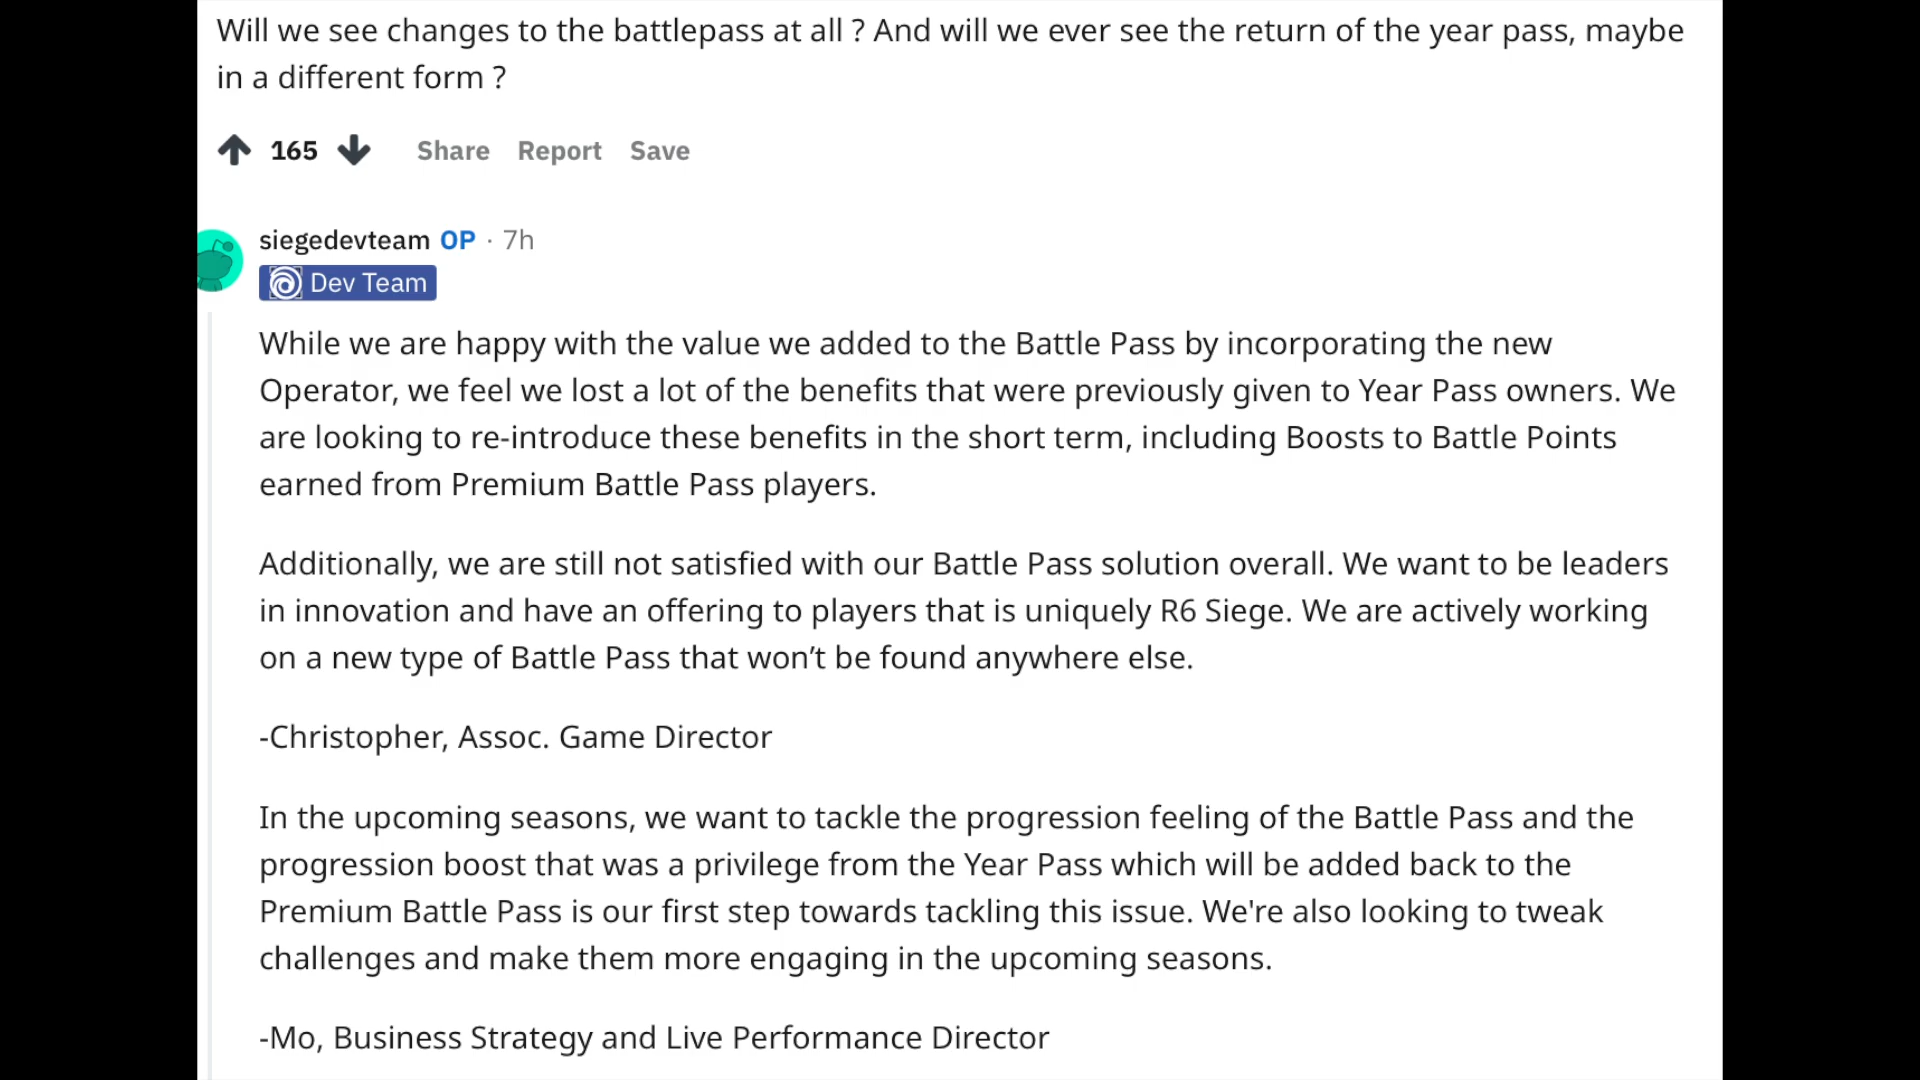 Will we see changes to the battlepass at all ? And will we ever see the return of the year pass, maybe
in a different form ?
165 Share Report Save
siegedevteam OP · 7h
Dev Team
While we are happy with the value we added to the Battle Pass by incorporating the new
Operator, we feel we lost a lot of the benefits that were previously given to Year Pass owners. We
are looking to re-introduce these benefits in the short term, including Boosts to Battle Points
earned from Premium Battle Pass players.
Additionally, we are still not satisfied with our Battle Pass solution overall. We want to be leaders
in innovation and have an offering to players that is uniquely R6 Siege. We are actively working
on a new type of Battle Pass that won’t be found anywhere else.
-Christopher, Assoc. Game Director
In the upcoming seasons, we want to tackle the progression feeling of the Battle Pass and the
progression boost that was a privilege from the Year Pass which will be added back to the
Premium Battle Pass is our first step towards tackling this issue. We're also looking to tweak
challenges and make them more engaging in the upcoming seasons.
-Mo, Business Strategy and Live Performance Director